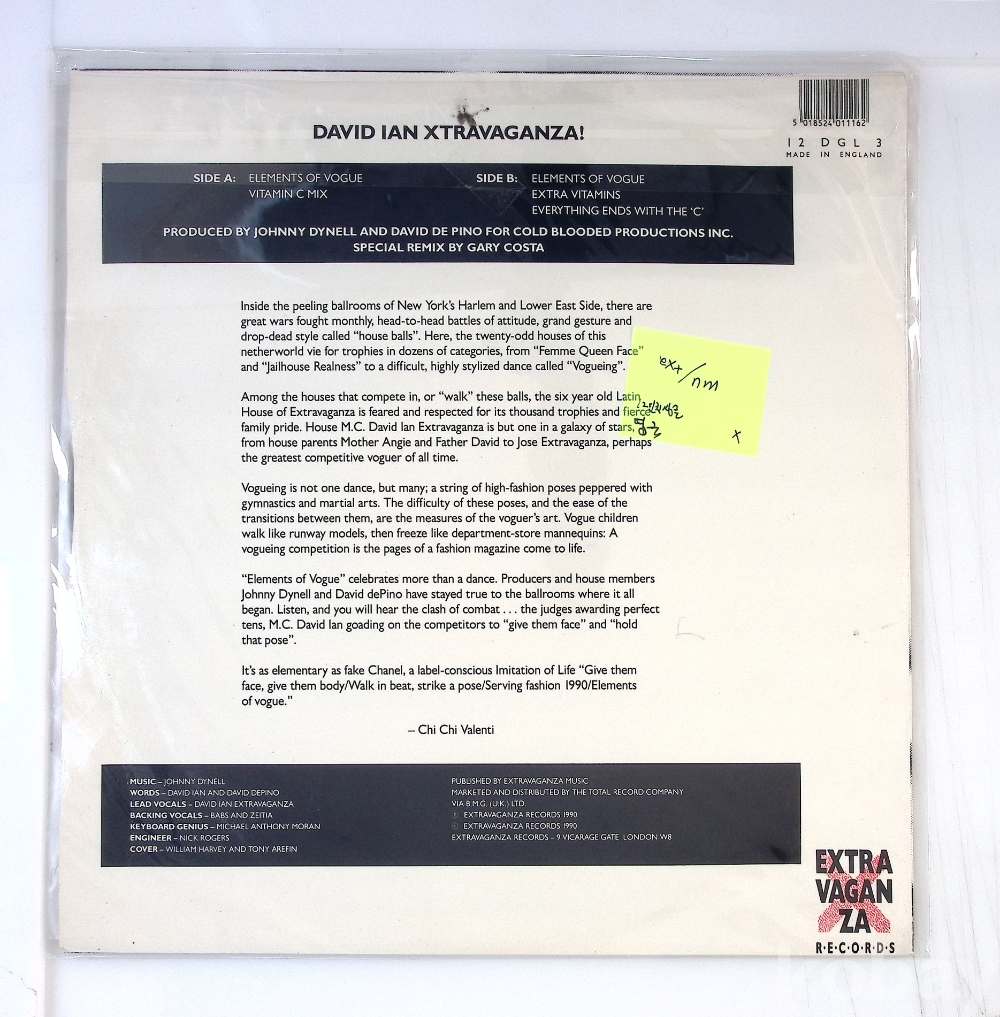 DAVID IAN XTRAVAGANZA!
5 018524 011162
12 DGL 3
MADE IN ENGLAND
SIDE A: ELEMENTS OF VOGUE
VITAMIN C MIX
SIDE B: ELEMENTS OF VOGUE
EXTRA VITAMINS
EVERYTHING ENDS WITH THE ‘C’
PRODUCED BY JOHNNY DYNELL AND DAVID DE PINO FOR COLD BLOODED PRODUCTIONS INC.
SPECIAL REMIX BY GARY COSTA
Inside the peeling ballrooms of New York’s Harlem and Lower East Side, there are
great wars fought monthly, head-to-head battles of attitude, grand gesture and
drop-dead style called “house balls”. Here, the twenty-odd houses of this
netherworld vie for trophies in dozens of categories, from “Femme Queen Face”
and “Jailhouse Realness” to a difficult, highly stylized dance called “Vogueing”.
Among the houses that compete in, or “walk” these balls, the six year old Latin
House of Extravaganza is feared and respected for its thousand trophies and fierce
family pride. House M.C. David Ian Extravaganza is but one in a galaxy of stars,
from house parents Mother Angie and Father David to Jose Extravaganza, perhaps
the greatest competitive voguer of all time.
ex+/nm
x
Vogueing is not one dance, but many; a string of high-fashion poses peppered with
gymnastics and martial arts. The difficulty of these poses, and the ease of the
transitions between them, are the measures of the voguer’s art. Vogue children
walk like runway models, then freeze like department-store mannequins: A
vogueing competition is the pages of a fashion magazine come to life.
“Elements of Vogue” celebrates more than a dance. Producers and house members
Johnny Dynell and David dePino have stayed true to the ballrooms where it all
began. Listen, and you will hear the clash of combat . . . the judges awarding perfect
tens, M.C. David Ian goading on the competitors to “give them face” and “hold
that pose”.
It’s as elementary as fake Chanel, a label-conscious Imitation of Life “Give them
face, give them body/Walk in beat, strike a pose/Serving fashion 1990/Elements
of vogue.”
– Chi Chi Valenti
MUSIC – JOHNNY DYNELL
WORDS – DAVID IAN AND DAVID DEPINO
LEAD VOCALS – DAVID IAN EXTRAVAGANZA
BACKING VOCALS – BABS AND ZEITIA
KEYBOARD GENIUS – MICHAEL ANTHONY MORAN
ENGINEER – NICK ROGERS
COVER – WILLIAM HARVEY AND TONY AREFIN
PUBLISHED BY EXTRAVAGANZA MUSIC
MARKETED AND DISTRIBUTED BY THE TOTAL RECORD COMPANY
VIA B.M.G. (U.K.) LTD
℗ EXTRAVAGANZA RECORDS 1990
© EXTRAVAGANZA RECORDS 1990
EXTRAVAGANZA RECORDS – 9 VICARAGE GATE LONDON W8
EXTRA
VAGAN
ZA
R·E·C·O·R·D·S